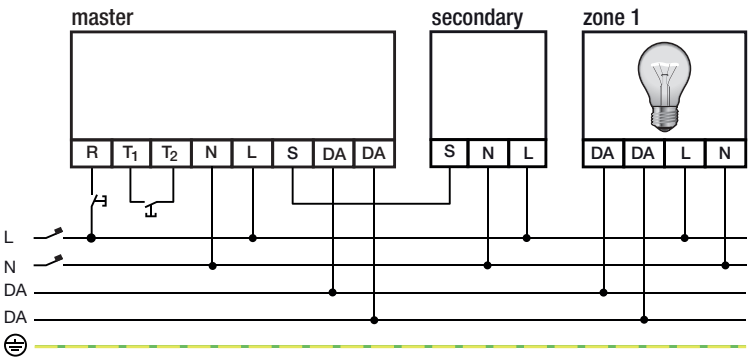 master secondary zone 1
R T1 T2 N L S DA DA S N L DA DA L N
L
N
DA
DA